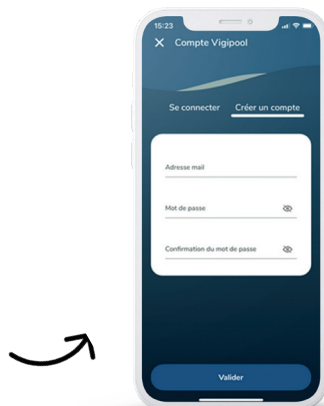 15:23
Compte Vigipool
Se connecter Créer un compte
Adresse mail
Mot de passe
Confirmation du mot de passe
Valider